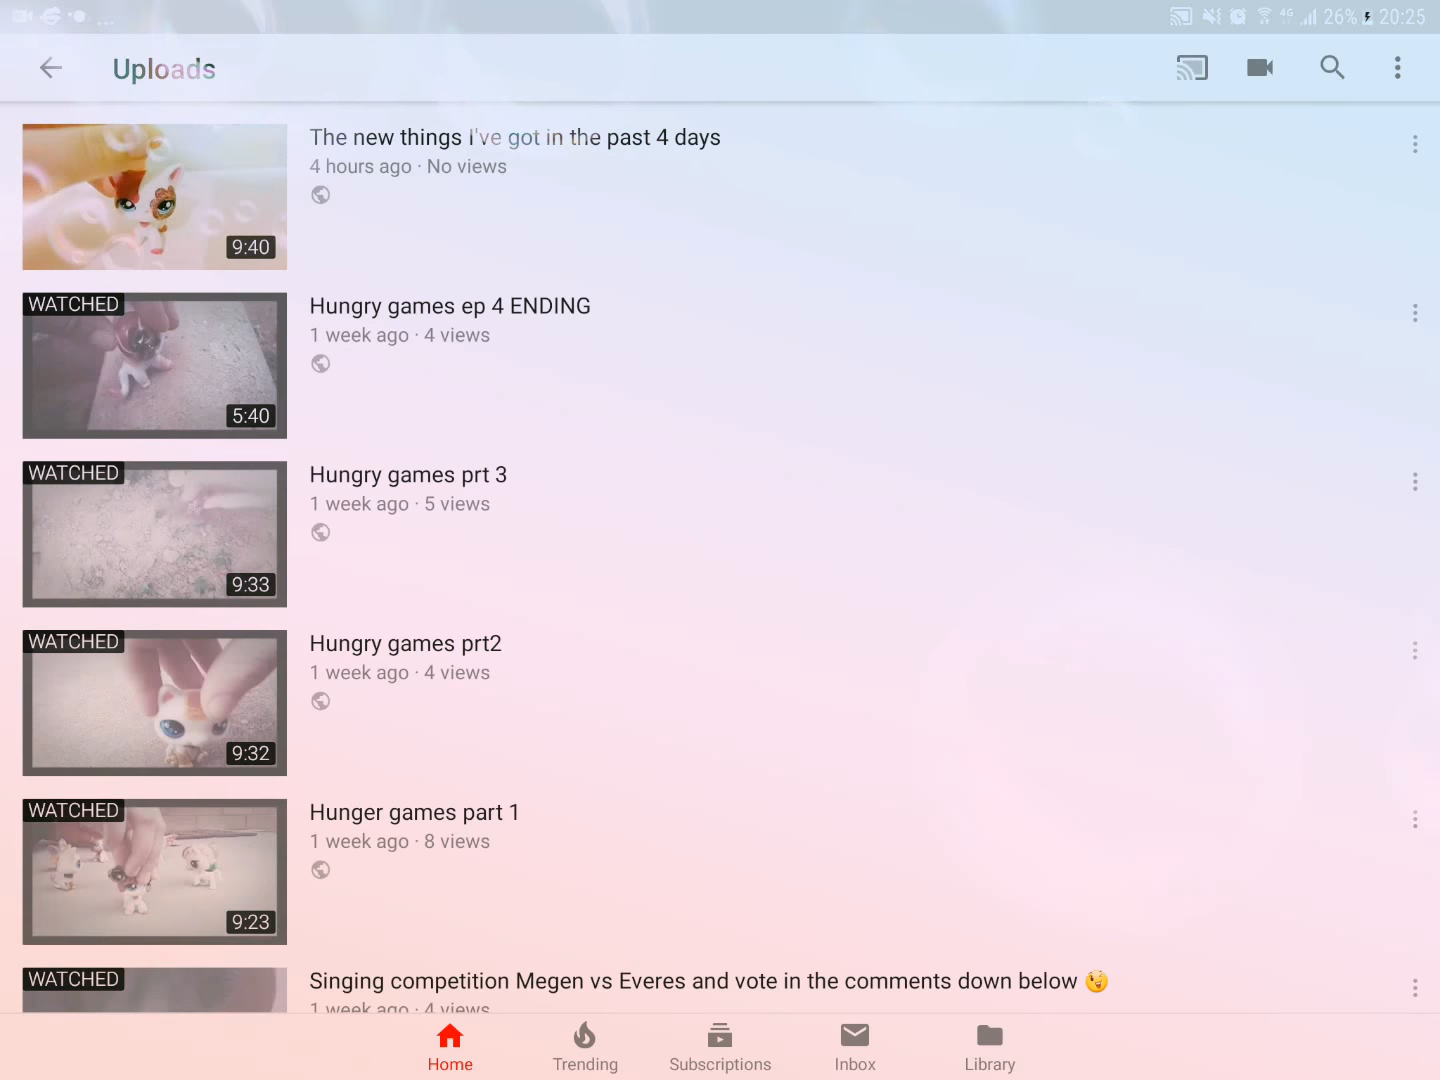 4G 26% 20:25
Uploads
The new things I've got in the past 4 days
4 hours ago · No views
9:40
WATCHED
Hungry games ep 4 ENDING
1 week ago · 4 views
5:40
WATCHED
Hungry games prt 3
1 week ago · 5 views
9:33
WATCHED
Hungry games prt2
1 week ago · 4 views
9:32
WATCHED
Hunger games part 1
1 week ago · 8 views
9:23
WATCHED
Singing competition Megen vs Everes and vote in the comments down below 😜
1 week ago · 4 views
Home Trending Subscriptions Inbox Library